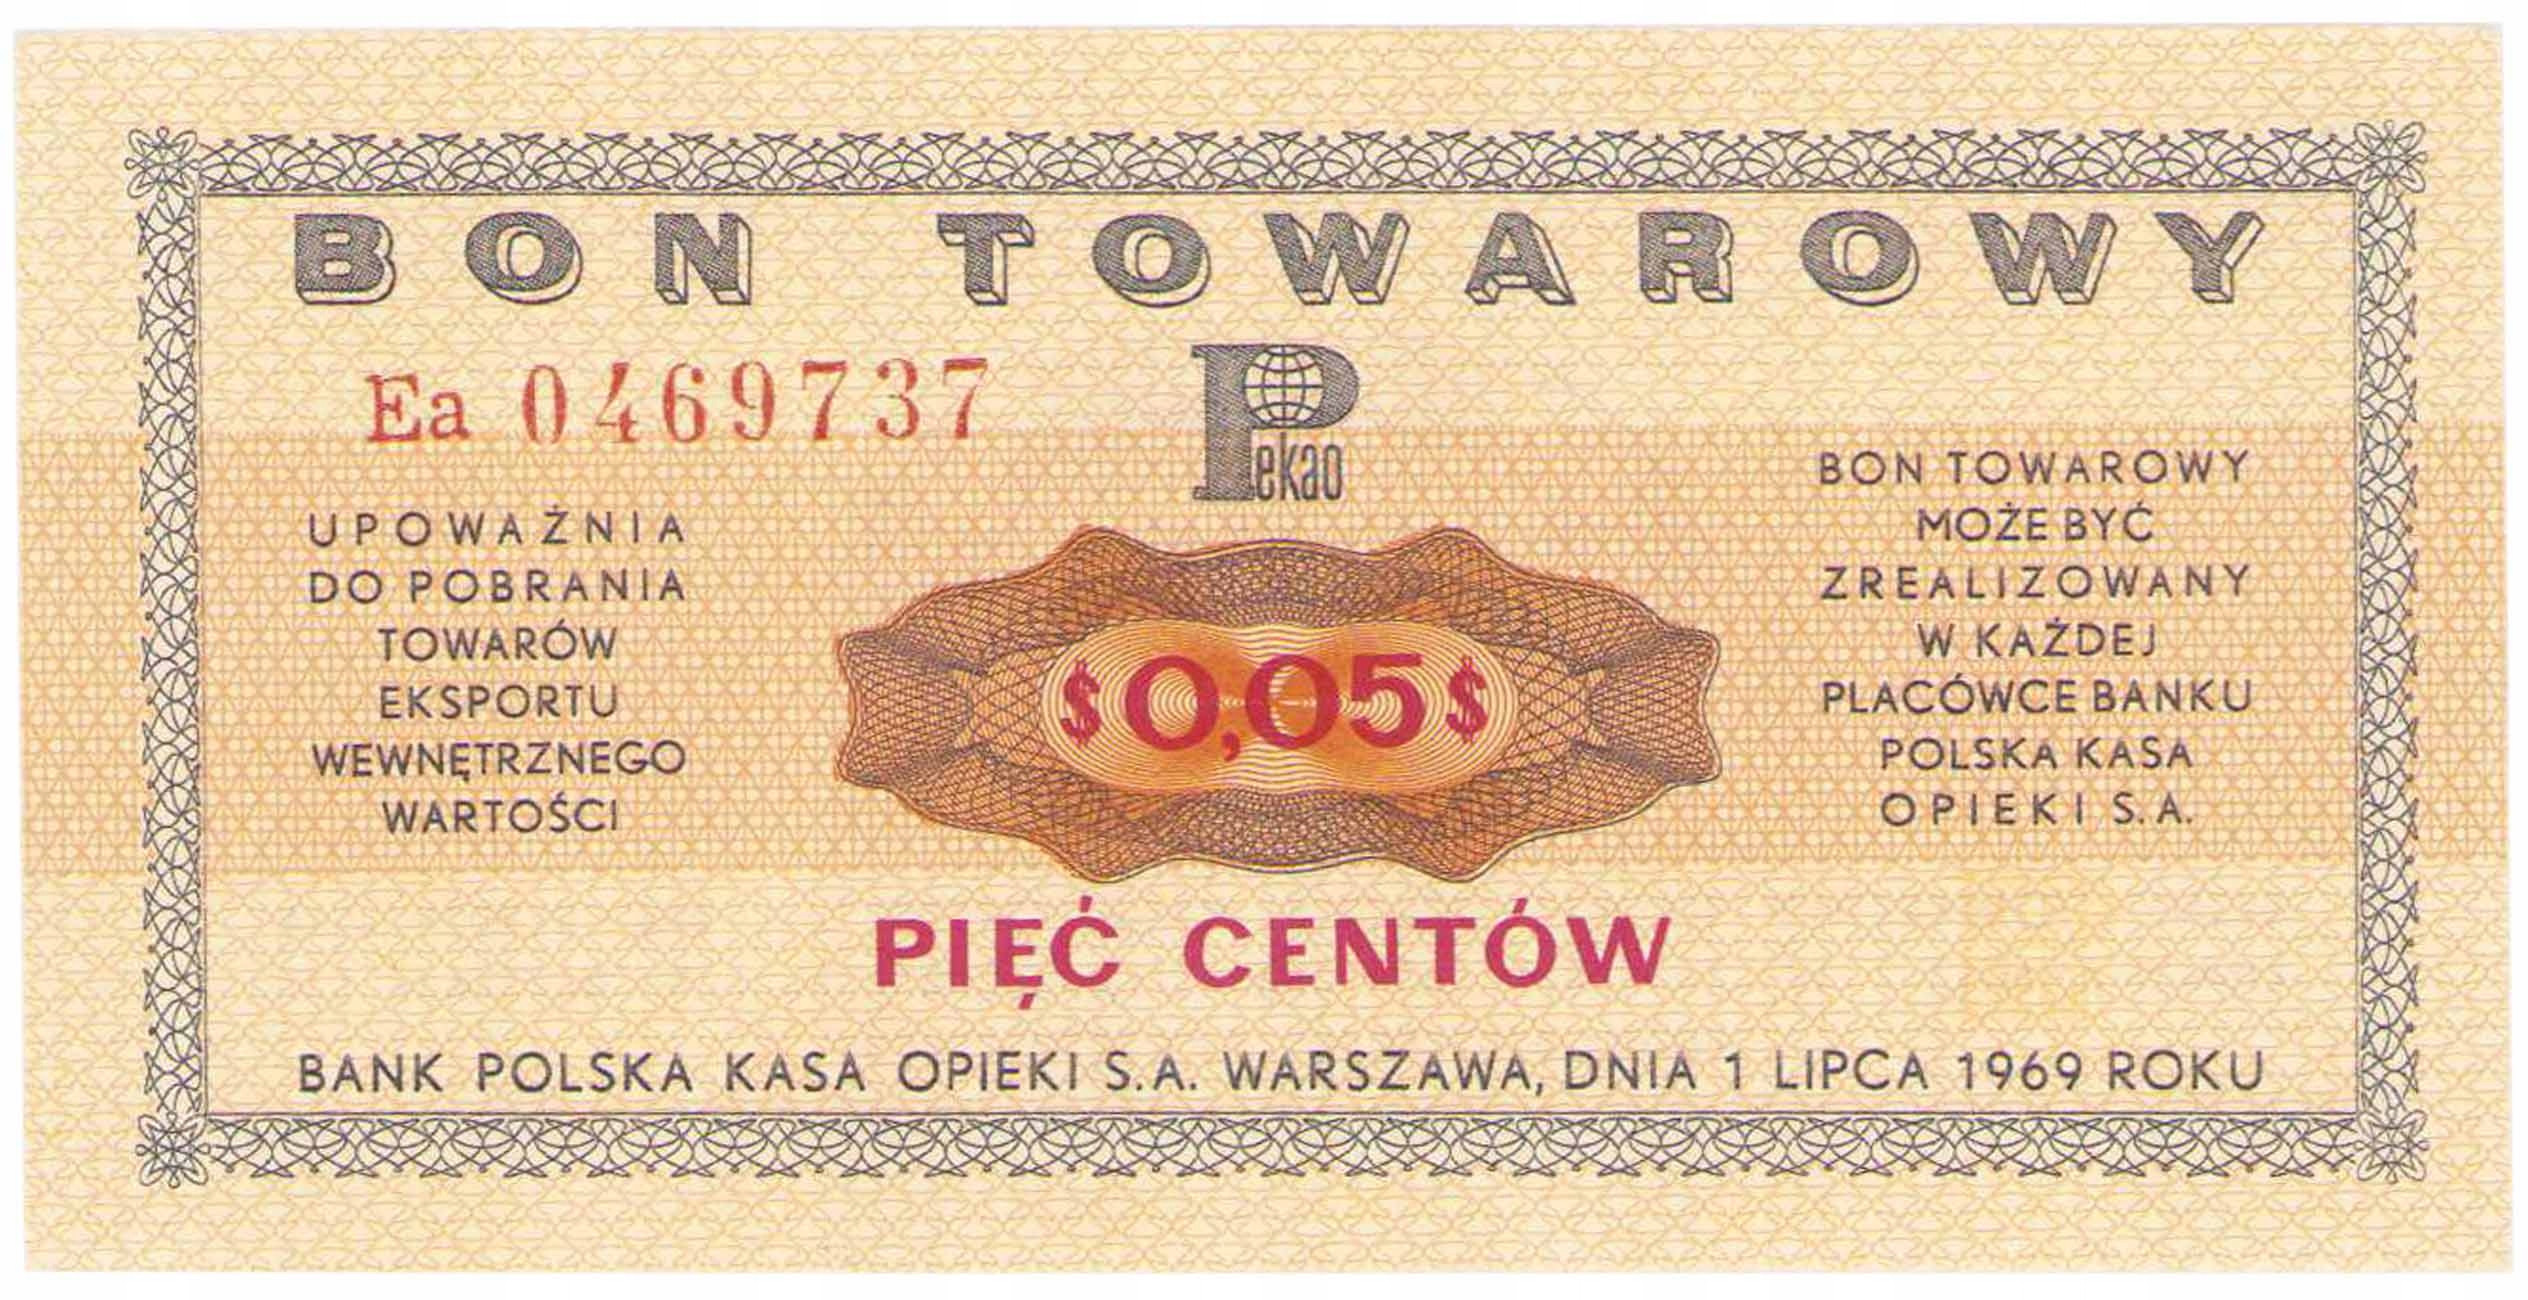 BON TOWAROWY
Ea 0469737
Pekao
UPOWAŻNIA
DO POBRANIA
TOWARÓW
EKSPORTU
WEWNĘTRZNEGO
WARTOŚCI
$0,05$
BON TOWAROWY
MOŻE BYĆ
ZREALIZOWANY
W KAŻDEJ
PLACÓWCE BANKU
POLSKA KASA
OPIEKI S.A.
PIĘĆ CENTÓW
BANK POLSKA KASA OPIEKI S.A. WARSZAWA, DNIA 1 LIPCA 1969 ROKU